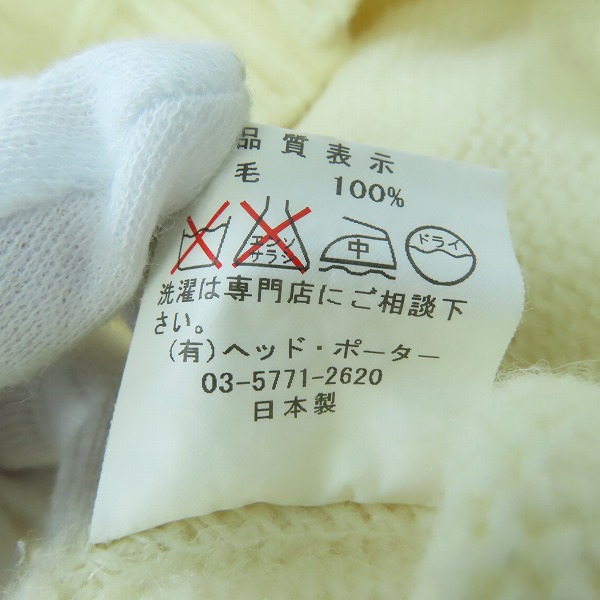 品質表示
毛 100%
エンソ
サラシ
中
ドライ
洗濯は専門店にご相談下
さい。
(有)ヘッド・ポーター
03-5771-2620
日本製